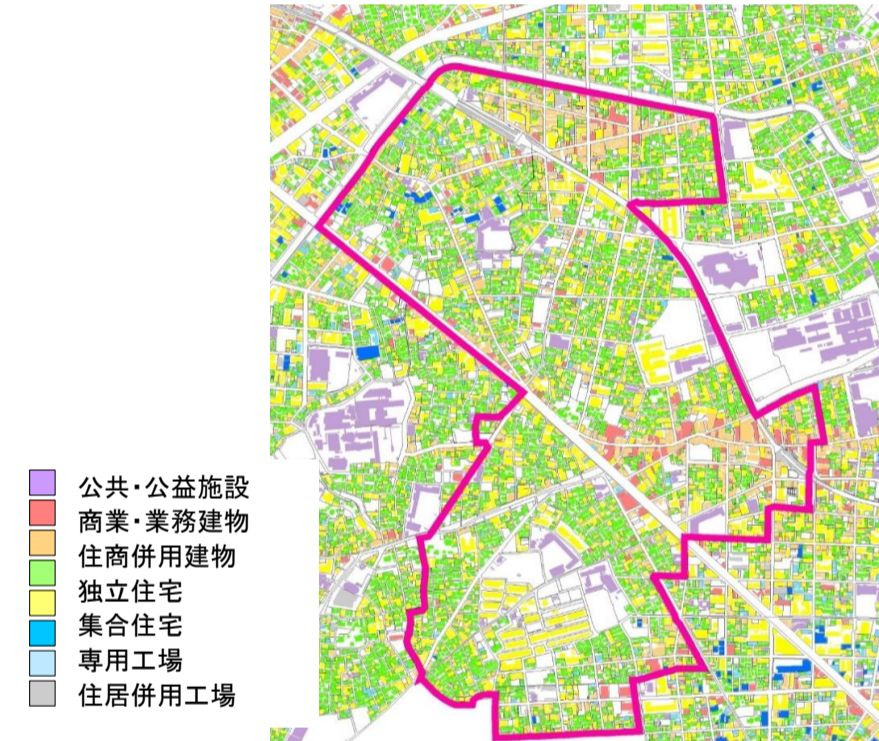 公共・公益施設
商業・業務建物
住商併用建物
独立住宅
集合住宅
専用工場
住居併用工場